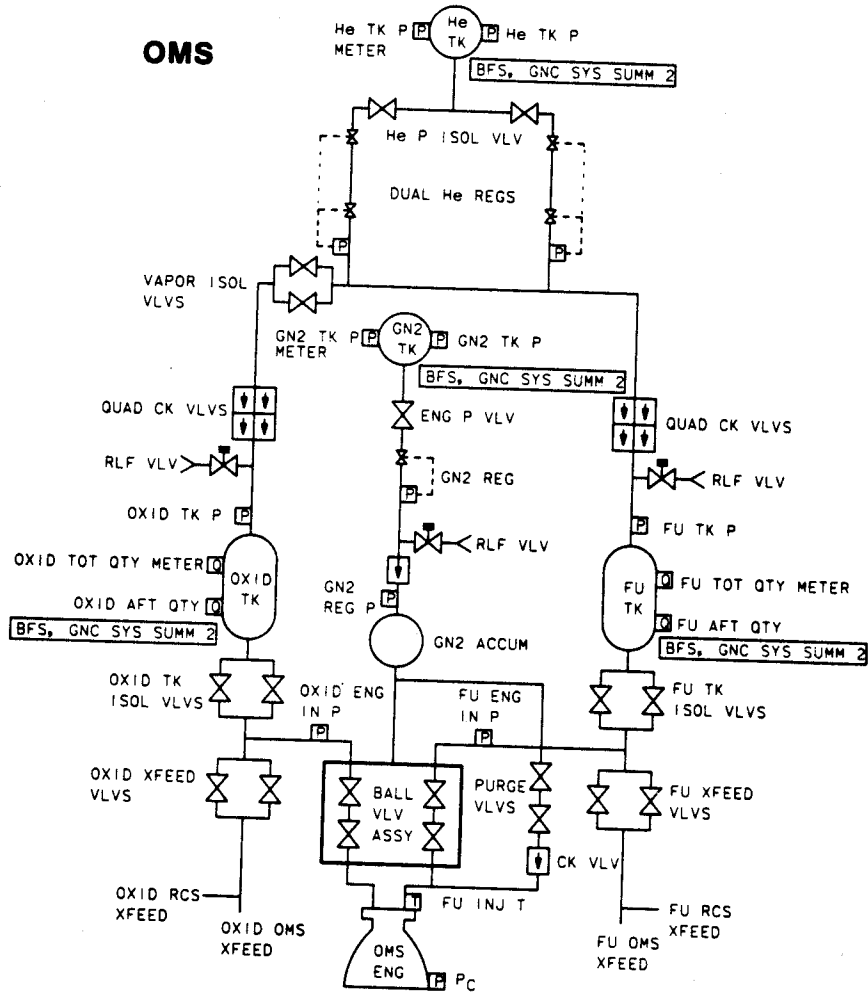 OMS
He TK P
METER
P
He
TK
P
He TK P
BFS, GNC SYS SUMM 2
He P ISOL VLV
DUAL He REGS
P
P
VAPOR ISOL
VLVS
GN2 TK P
METER
P
GN2
TK
P
GN2 TK P
BFS, GNC SYS SUMM 2
QUAD CK VLVS
ENG P VLV
QUAD CK VLVS
RLF VLV
GN2 REG
P
RLF VLV
OXID TK P
P
RLF VLV
P
FU TK P
OXID TOT QTY METER
Q
OXID
TK
GN2
REG P
P
FU
TK
Q
FU TOT QTY METER
OXID AFT QTY
Q
Q
FU AFT QTY
BFS, GNC SYS SUMM 2
GN2 ACCUM
BFS, GNC SYS SUMM 2
OXID TK
ISOL VLVS
OXID ENG
IN P
P
FU ENG
IN P
P
FU TK
ISOL VLVS
OXID XFEED
VLVS
BALL
VLV
ASSY
PURGE
VLVS
FU XFEED
VLVS
CK VLV
OXID RCS
XFEED
OXID OMS
XFEED
T
FU INJ T
FU RCS
XFEED
FU OMS
XFEED
OMS
ENG
P
PC